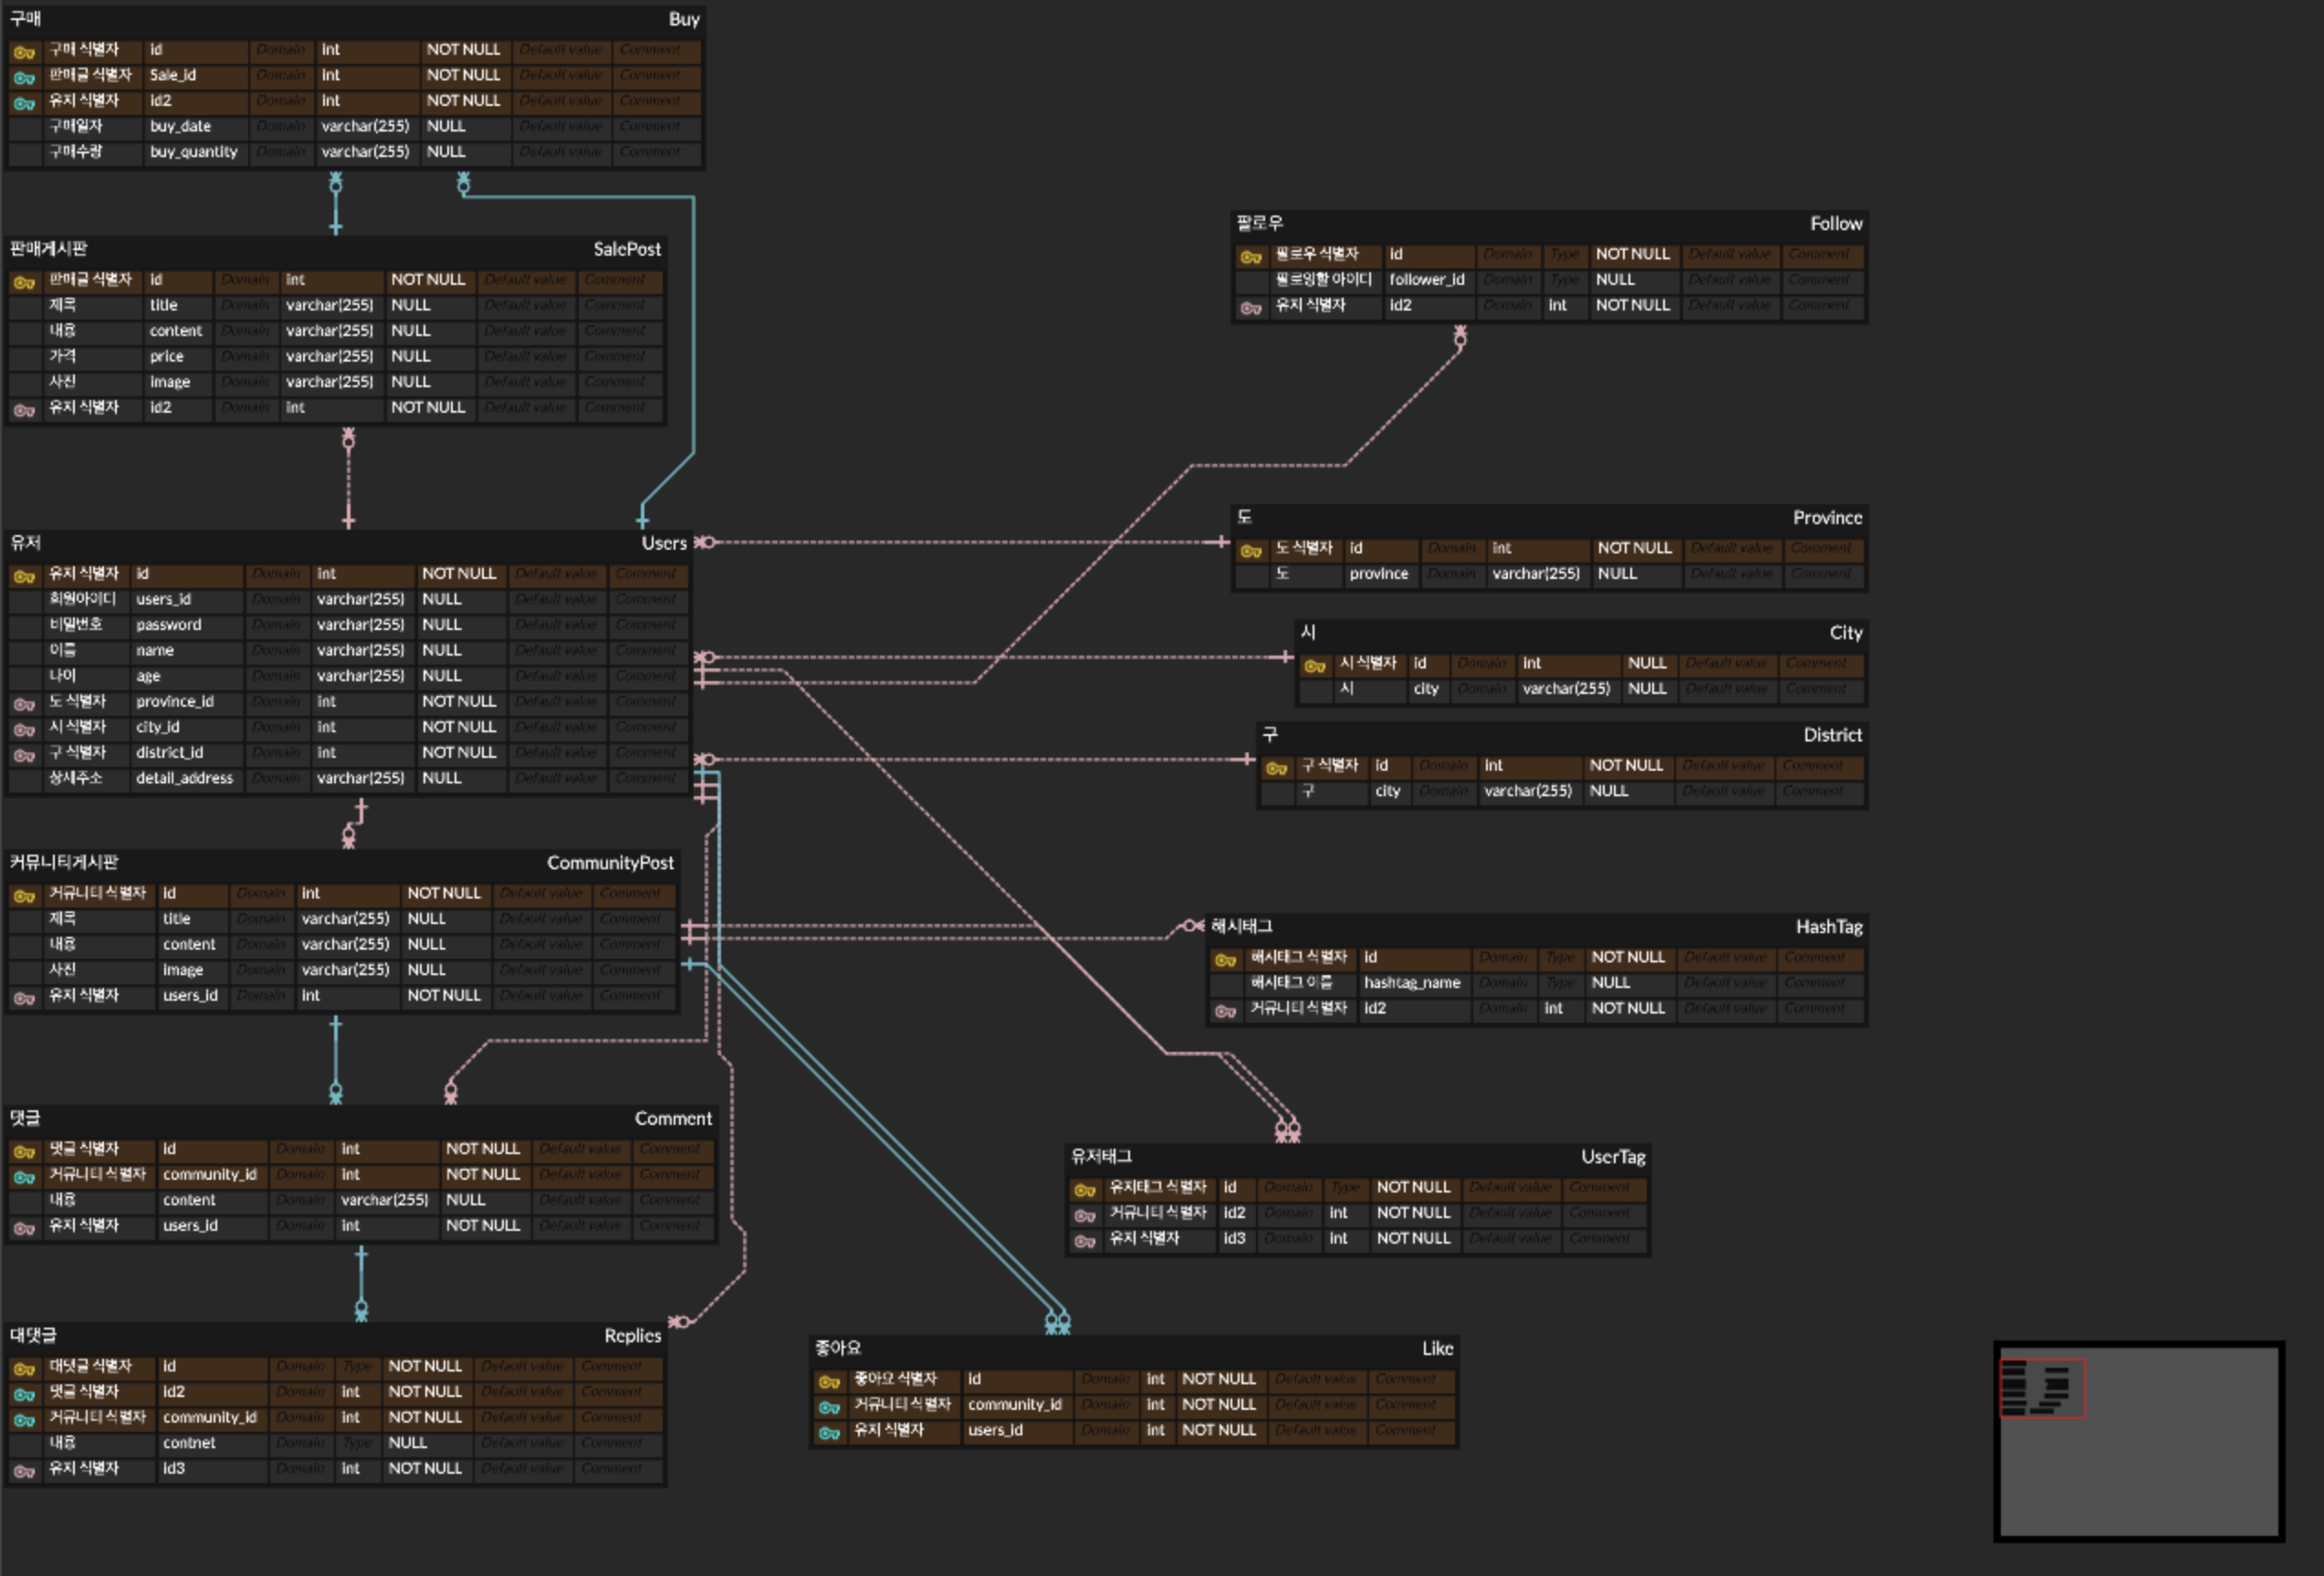 구매 Buy
구매 식별자 id Domain int NOT NULL Default value Comment
판매글 식별자 Sale_id Domain int NOT NULL Default value Comment
유저 식별자 id2 Domain int NOT NULL Default value Comment
구매일자 buy_date Domain varchar(255) NULL Default value Comment
구매수량 buy_quantity Domain varchar(255) NULL Default value Comment
판매게시판 SalePost
판매글 식별자 id Domain int NOT NULL Default value Comment
제목 title Domain varchar(255) NULL Default value Comment
내용 content Domain varchar(255) NULL Default value Comment
가격 price Domain varchar(255) NULL Default value Comment
사진 image Domain varchar(255) NULL Default value Comment
유저 식별자 id2 Domain int NOT NULL Default value Comment
팔로우 Follow
팔로우 식별자 id Domain Type NOT NULL Default value Comment
팔로잉할 아이디 follower_id Domain Type NULL Default value Comment
유저 식별자 id2 Domain int NOT NULL Default value Comment
유저 Users
유저 식별자 id Domain int NOT NULL Default value Comment
회원아이디 users_id Domain varchar(255) NULL Default value Comment
비밀번호 password Domain varchar(255) NULL Default value Comment
이름 name Domain varchar(255) NULL Default value Comment
나이 age Domain varchar(255) NULL Default value Comment
도 식별자 province_id Domain int NOT NULL Default value Comment
시 식별자 city_id Domain int NOT NULL Default value Comment
구 식별자 district_id Domain int NOT NULL Default value Comment
상세주소 detail_address Domain varchar(255) NULL Default value Comment
도 Province
도 식별자 id Domain int NOT NULL Default value Comment
도 province Domain varchar(255) NULL Default value Comment
시 City
시 식별자 id Domain int NULL Default value Comment
시 city Domain varchar(255) NULL Default value Comment
구 District
구 식별자 id Domain int NOT NULL Default value Comment
구 city Domain varchar(255) NULL Default value Comment
커뮤니티게시판 CommunityPost
커뮤니티 식별자 id Domain int NOT NULL Default value Comment
제목 title Domain varchar(255) NULL Default value Comment
내용 content Domain varchar(255) NULL Default value Comment
사진 image Domain varchar(255) NULL Default value Comment
유저 식별자 users_id Domain int NOT NULL Default value Comment
해시태그 HashTag
해시태그 식별자 id Domain Type NOT NULL Default value Comment
해시태그 이름 hashtag_name Domain Type NULL Default value Comment
커뮤니티 식별자 id2 Domain int NOT NULL Default value Comment
댓글 Comment
댓글 식별자 id Domain int NOT NULL Default value Comment
커뮤니티 식별자 community_id Domain int NOT NULL Default value Comment
내용 content Domain varchar(255) NULL Default value Comment
유저 식별자 users_id Domain int NOT NULL Default value Comment
유저태그 UserTag
유저태그 식별자 id Domain Type NOT NULL Default value Comment
커뮤니티 식별자 id2 Domain int NOT NULL Default value Comment
유저 식별자 id3 Domain int NOT NULL Default value Comment
대댓글 Replies
대댓글 식별자 id Domain Type NOT NULL Default value Comment
댓글 식별자 id2 Domain int NOT NULL Default value Comment
커뮤니티 식별자 community_id Domain int NOT NULL Default value Comment
내용 contnet Domain Type NULL Default value Comment
유저 식별자 id3 Domain int NOT NULL Default value Comment
좋아요 Like
좋아요 식별자 id Domain int NOT NULL Default value Comment
커뮤니티 식별자 community_id Domain int NOT NULL Default value Comment
유저 식별자 users_id Domain int NOT NULL Default value Comment